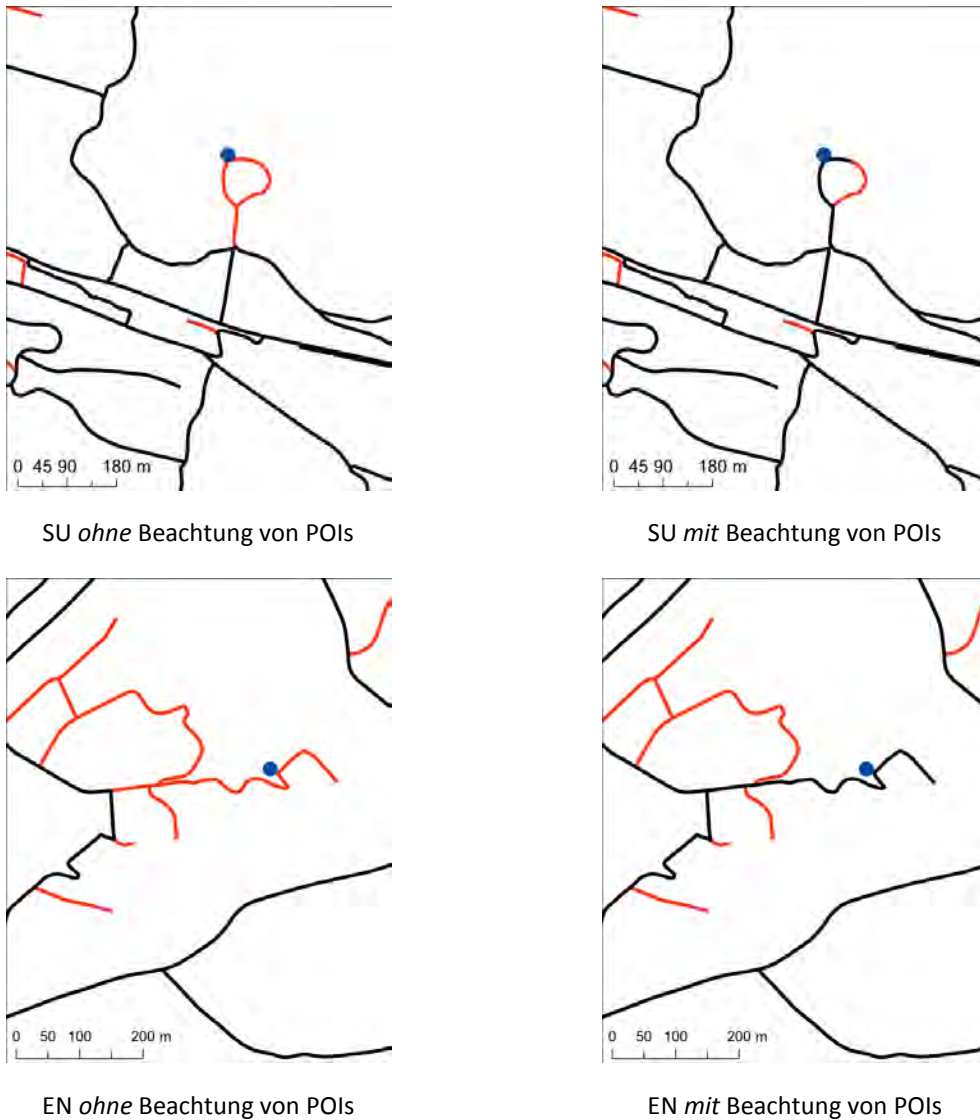 0 45 90 180 m
0 45 90 180 m
SU ohne Beachtung von POIs
SU mit Beachtung von POIs
0 50 100 200 m
0 50 100 200 m
EN ohne Beachtung von POIs
EN mit Beachtung von POIs